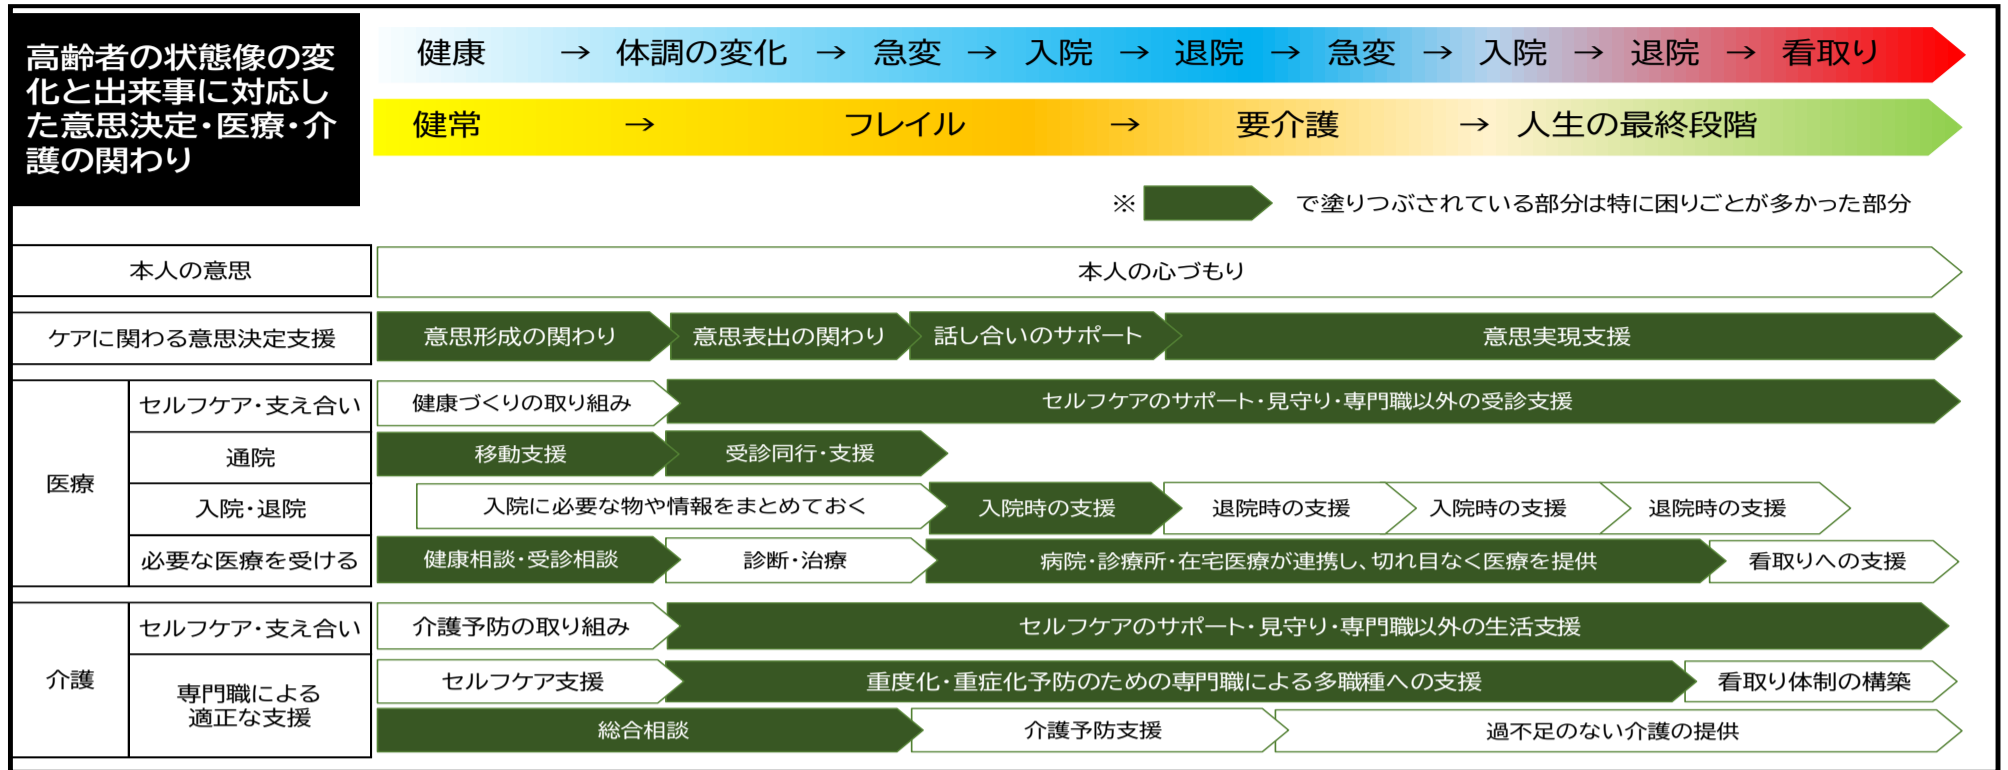 高齢者の状態像の変
化と出来事に対応し
た意思決定・医療・介
護の関わり
健康 → 体調の変化 → 急変 → 入院 → 退院 → 急変 → 入院 → 退院 → 看取り
健常 → フレイル → 要介護 → 人生の最終段階
※ で塗りつぶされている部分は特に困りごとが多かった部分
本人の意思
本人の心づもり
ケアに関わる意思決定支援
意思形成の関わり
意思表出の関わり
話し合いのサポート
意思実現支援
医療
セルフケア・支え合い
健康づくりの取り組み
セルフケアのサポート・見守り・専門職以外の受診支援
通院
移動支援
受診同行・支援
入院・退院
入院に必要な物や情報をまとめておく
入院時の支援
退院時の支援
入院時の支援
退院時の支援
必要な医療を受ける
健康相談・受診相談
診断・治療
病院・診療所・在宅医療が連携し、切れ目なく医療を提供
看取りへの支援
介護
セルフケア・支え合い
介護予防の取り組み
セルフケアのサポート・見守り・専門職以外の生活支援
専門職による
適正な支援
セルフケア支援
重度化・重症化予防のための専門職による多職種への支援
看取り体制の構築
総合相談
介護予防支援
過不足のない介護の提供